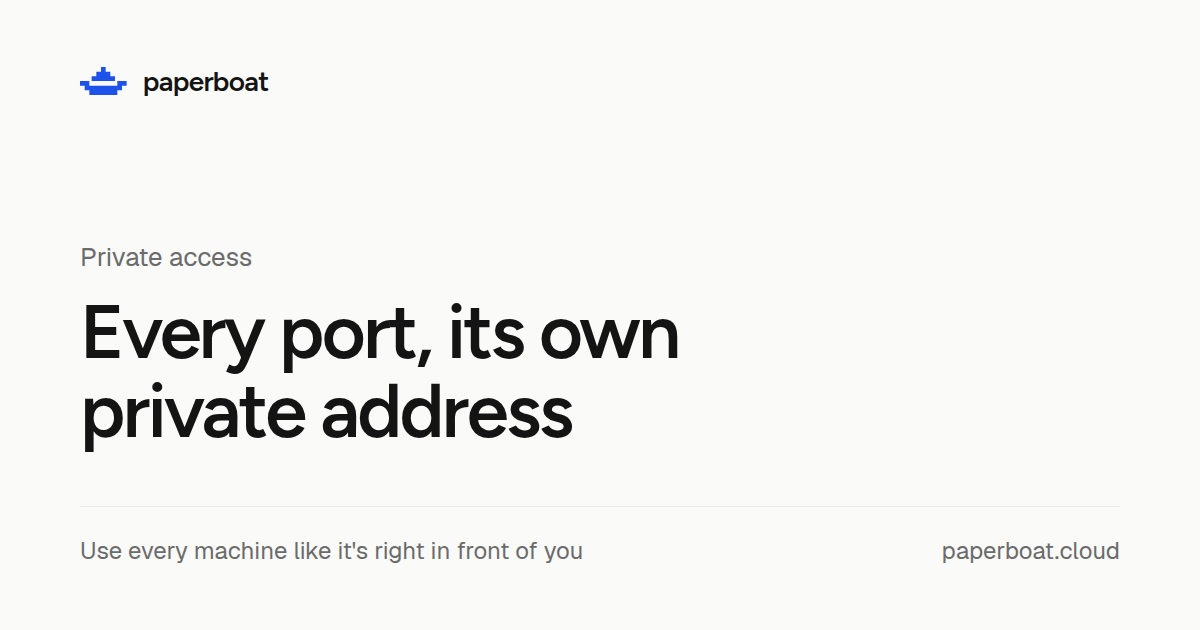 paperboat
Private access
Every port, its own
private address
Use every machine like it's right in front of you
paperboat.cloud